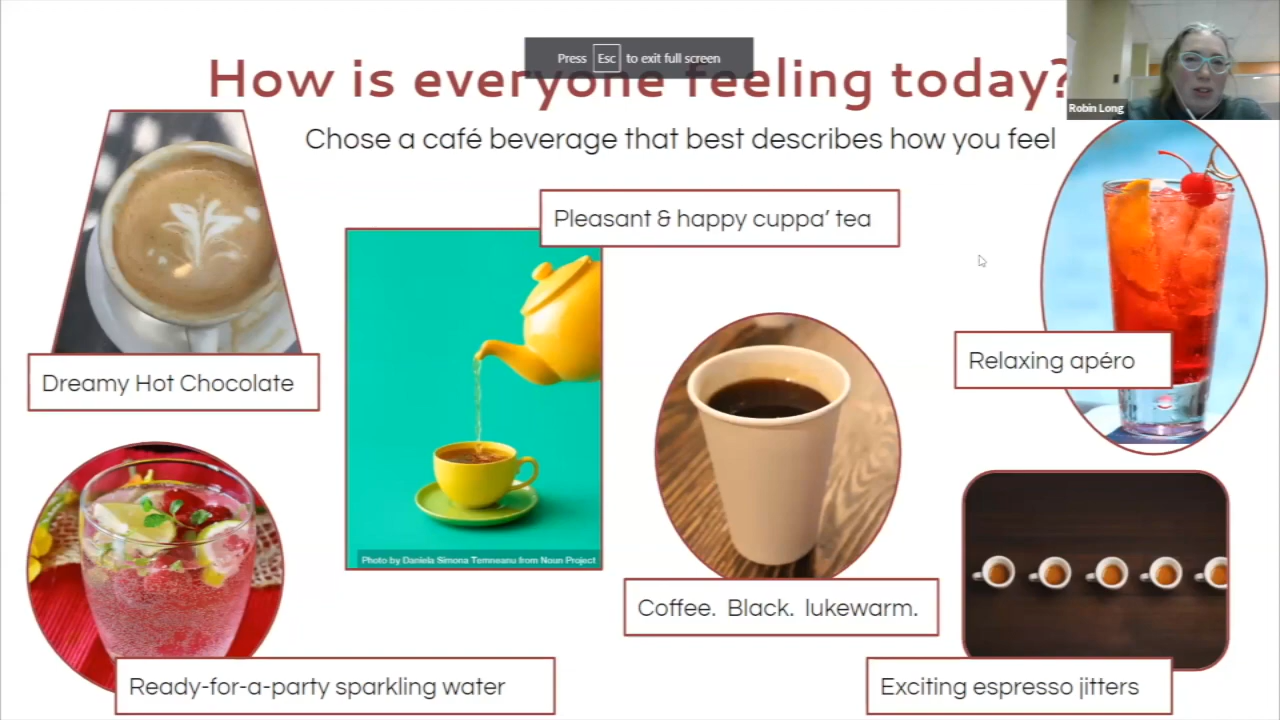 Press Esc to exit full screen
How is everyone feeling today?
Robin Long
Chose a café beverage that best describes how you feel
Pleasant & happy cuppa' tea
Relaxing apéro
Dreamy Hot Chocolate
Photo by Daniela Simona Temneanu from Noun Project
Coffee. Black. lukewarm.
Ready-for-a-party sparkling water
Exciting espresso jitters